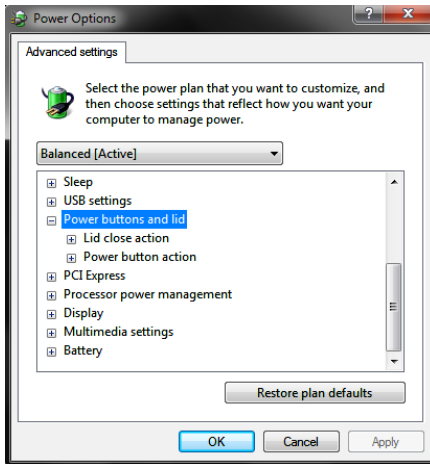 Power Options
Advanced settings
Select the power plan that you want to customize, and
then choose settings that reflect how you want your
computer to manage power.
Balanced [Active]
Sleep
USB settings
Power buttons and lid
Lid close action
Power button action
PCI Express
Processor power management
Display
Multimedia settings
Battery
Restore plan defaults
OK Cancel Apply